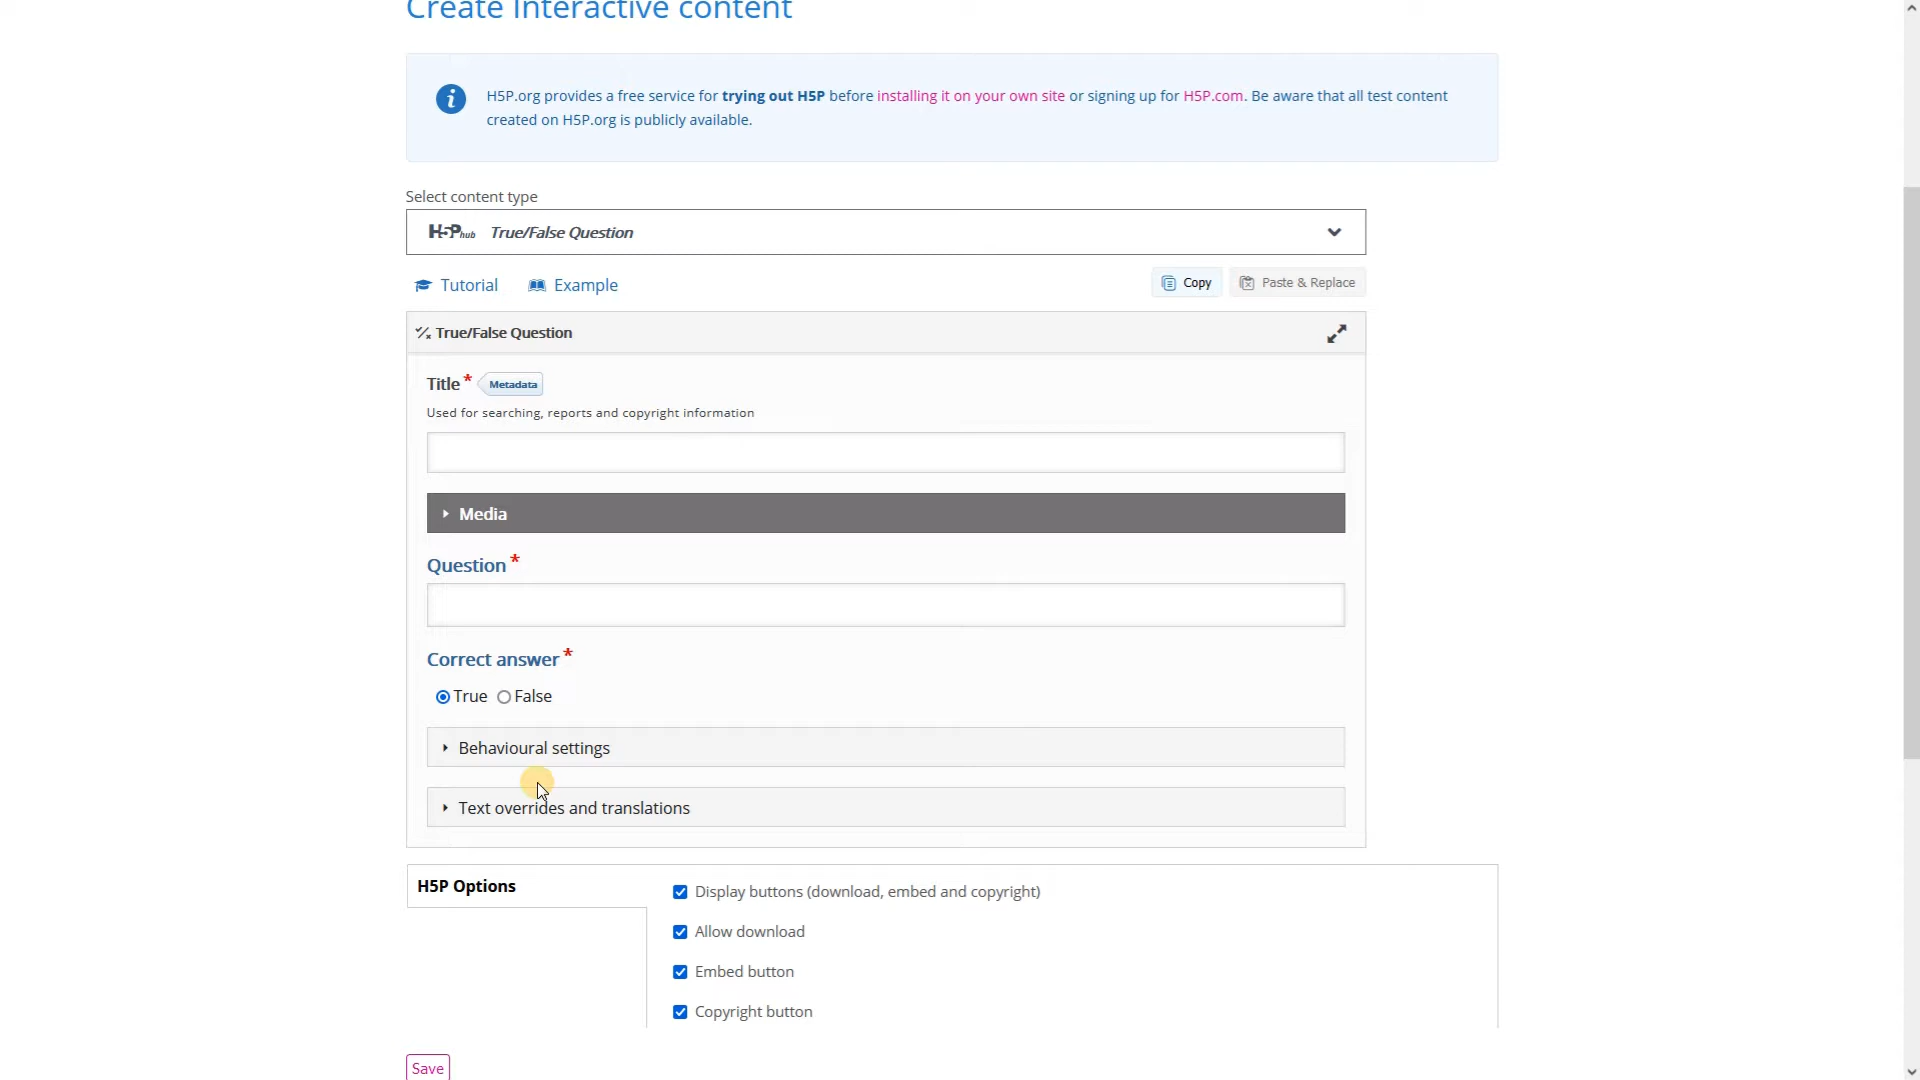 Create Interactive content
H5P.org provides a free service for trying out H5P before installing it on your own site or signing up for H5P.com. Be aware that all test content
created on H5P.org is publicly available.
Select content type
H5P hub True/False Question
Tutorial Example Copy Paste & Replace
True/False Question
Title * Metadata
Used for searching, reports and copyright information
Media
Question *
Correct answer *
True False
Behavioural settings
Text overrides and translations
H5P Options
Display buttons (download, embed and copyright)
Allow download
Embed button
Copyright button
Save